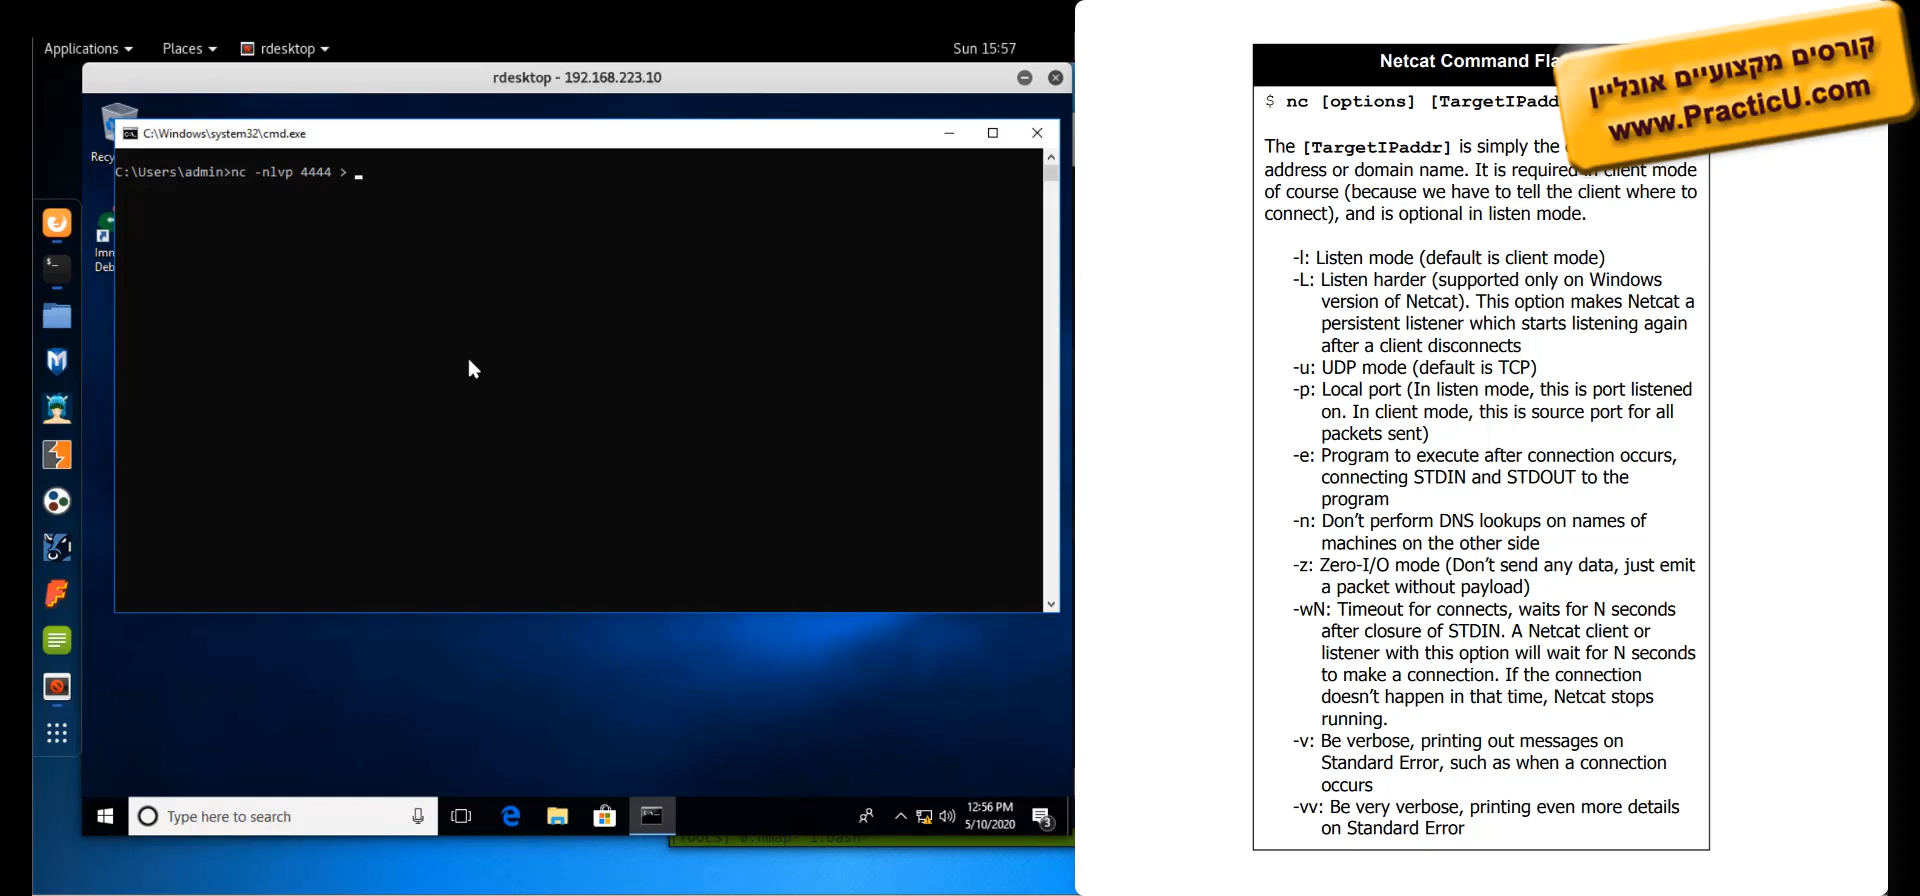 Applications
Places
rdesktop
Sun 15:57
rdesktop - 192.168.223.10
C:\Windows\system32\cmd.exe
C:\Users\admin>nc -nlvp 4444 > _
Type here to search
12:56 PM
5/10/2020
3
Netcat Command
$ nc [options]
The [TargetIPaddr] is simply the
address or domain name. It is required in client mode
of course (because we have to tell the client where to
connect), and is optional in listen mode.
-l: Listen mode (default is client mode)
-L: Listen harder (supported only on Windows
version of Netcat). This option makes Netcat a
persistent listener which starts listening again
after a client disconnects
-u: UDP mode (default is TCP)
-p: Local port (In listen mode, this is port listened
on. In client mode, this is source port for all
packets sent)
-e: Program to execute after connection occurs,
connecting STDIN and STDOUT to the
program
-n: Don't perform DNS lookups on names of
machines on the other side
-z: Zero-I/O mode (Don't send any data, just emit
a packet without payload)
-wN: Timeout for connects, waits for N seconds
after closure of STDIN. A Netcat client or
listener with this option will wait for N seconds
to make a connection. If the connection
doesn't happen in that time, Netcat stops
running.
-v: Be verbose, printing out messages on
Standard Error, such as when a connection
occurs
-vv: Be very verbose, printing even more details
on Standard Error
קורסים מקצועיים אונליין
www.PracticU.com